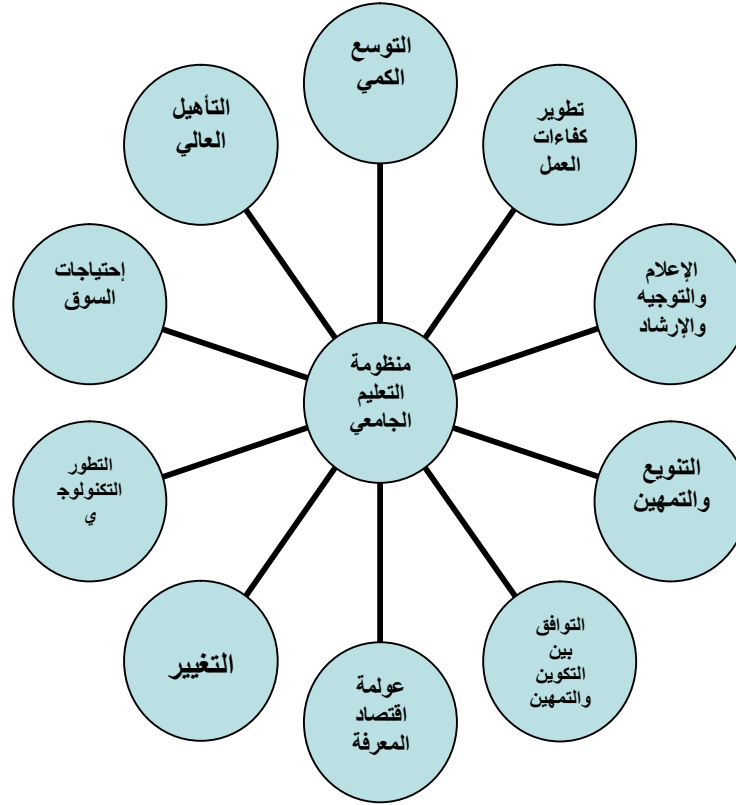 التوسع
الكمي
تطوير
كفاءات
العمل
الإعلام
والتوجيه
والإرشاد
التنويع
والتمهين
التوافق
بين
التكوين
والتمهين
عولمة
اقتصاد
المعرفة
التغيير
التطور
التكنولوج
ي
إحتياجات
السوق
التأهيل
العالي
منظومة
التعليم
الجامعي